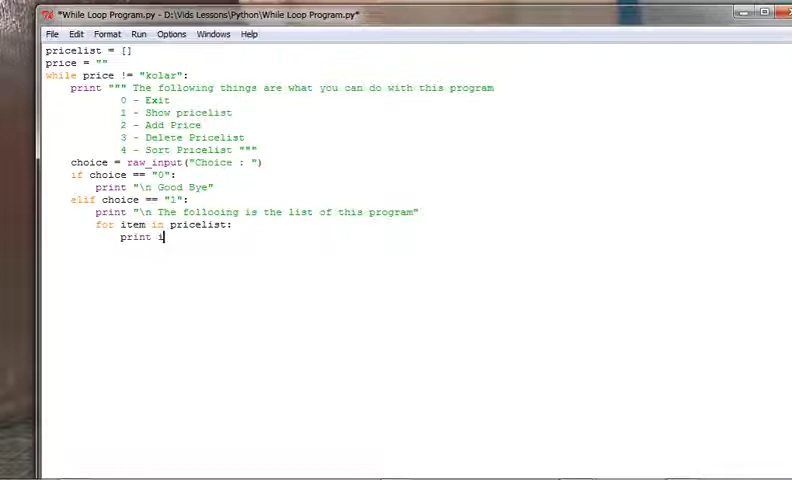 *While Loop Program.py - D:\Vids Lessons\Python\While Loop Program.py*
File Edit Format Run Options Windows Help
pricelist = []
price = ""
while price != "kolar":
    print """ The following things are what you can do with this program
            0 - Exit
            1 - Show pricelist
            2 - Add Price
            3 - Delete Pricelist
            4 - Sort Pricelist """
    choice = raw_input("Choice : ")
    if choice == "0":
        print "\n Good Bye"
    elif choice == "1":
        print "\n The follooing is the list of this program"
        for item in pricelist:
            print i